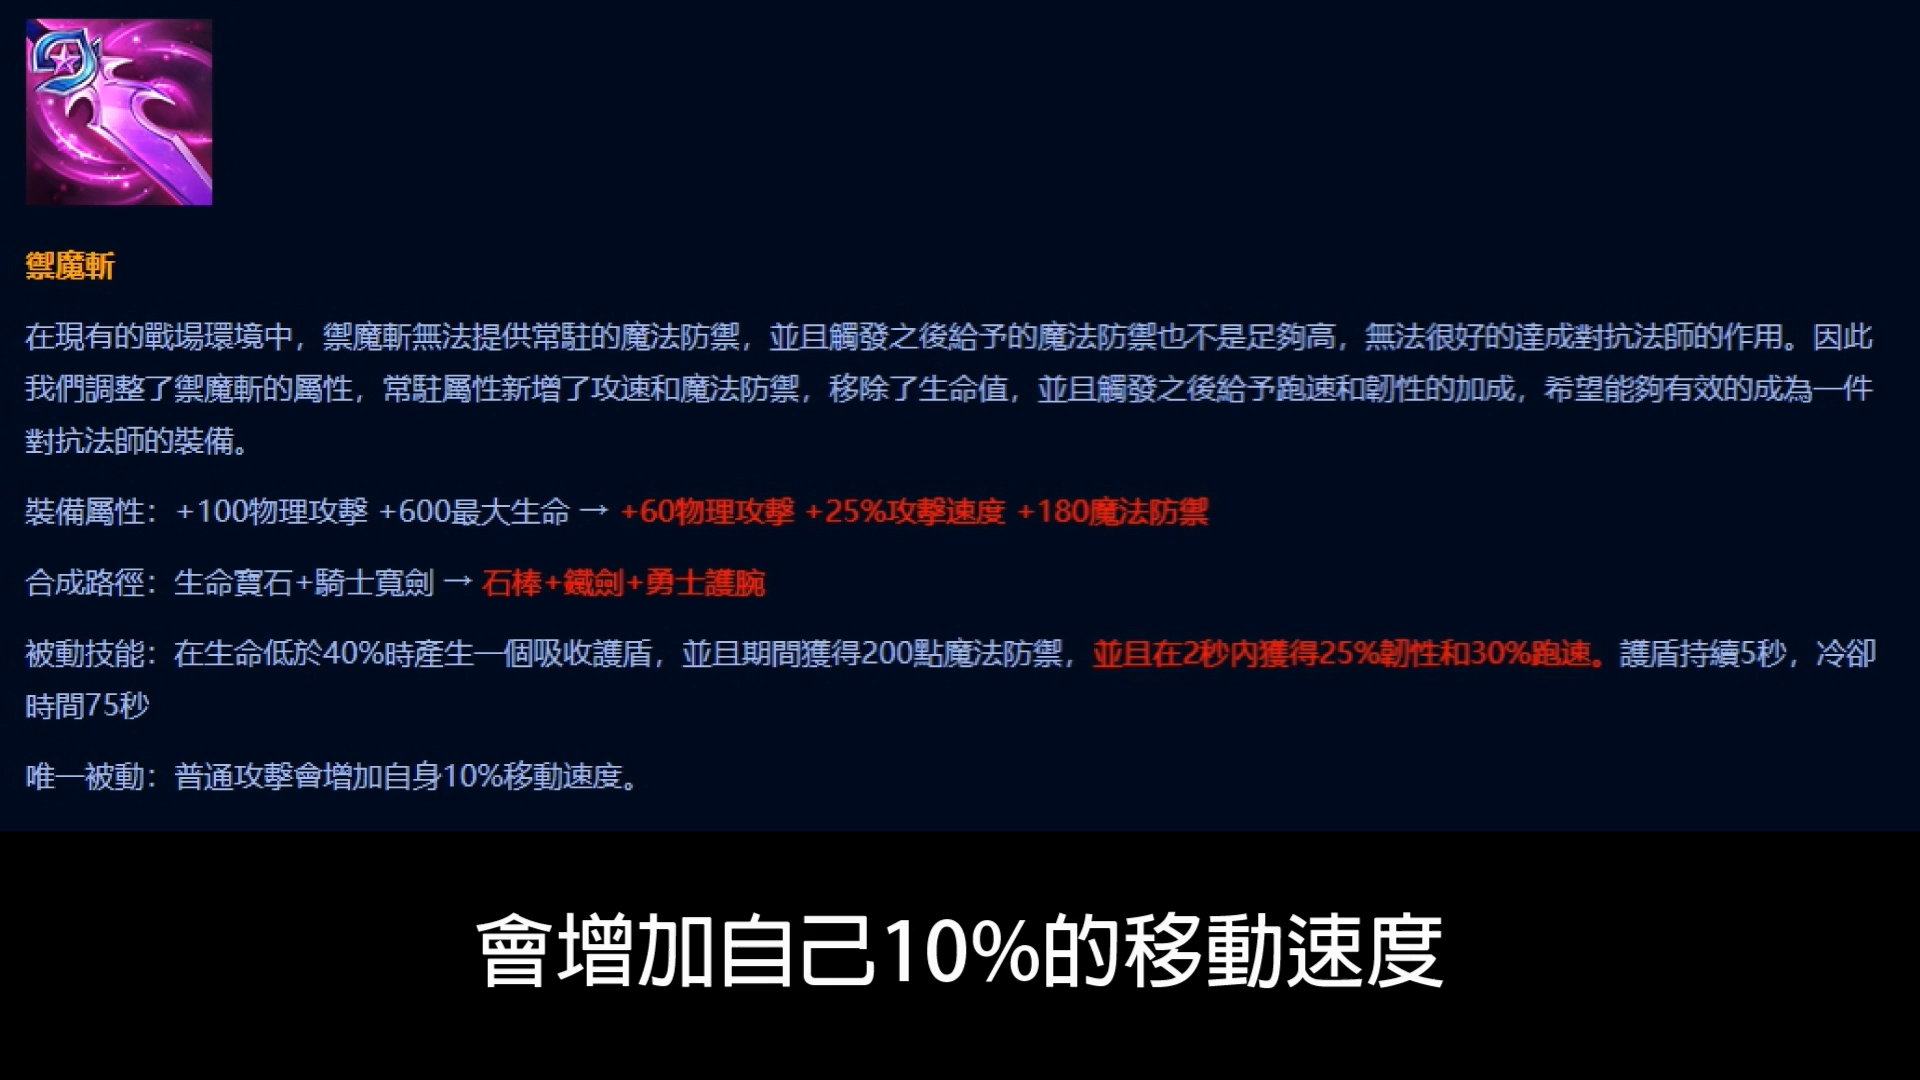 禦魔斬
在現有的戰場環境中，禦魔斬無法提供常駐的魔法防禦，並且觸發之後給予的魔法防禦也不是足夠高，無法很好的達成對抗法師的作用。因此
我們調整了禦魔斬的屬性，常駐屬性新增了攻速和魔法防禦，移除了生命值，並且觸發之後給予跑速和韌性的加成，希望能夠有效的成為一件
對抗法師的裝備。
裝備屬性：+100物理攻擊 +600最大生命 → +60物理攻擊 +25%攻擊速度 +180魔法防禦
合成路徑：生命寶石+騎士寬劍 → 石棒+鐵劍+勇士護腕
被動技能：在生命低於40%時產生一個吸收護盾，並且期間獲得200點魔法防禦，並且在2秒內獲得25%韌性和30%跑速。護盾持續5秒，冷卻
時間75秒
唯一被動：普通攻擊會增加自身10%移動速度。
會增加自己10%的移動速度